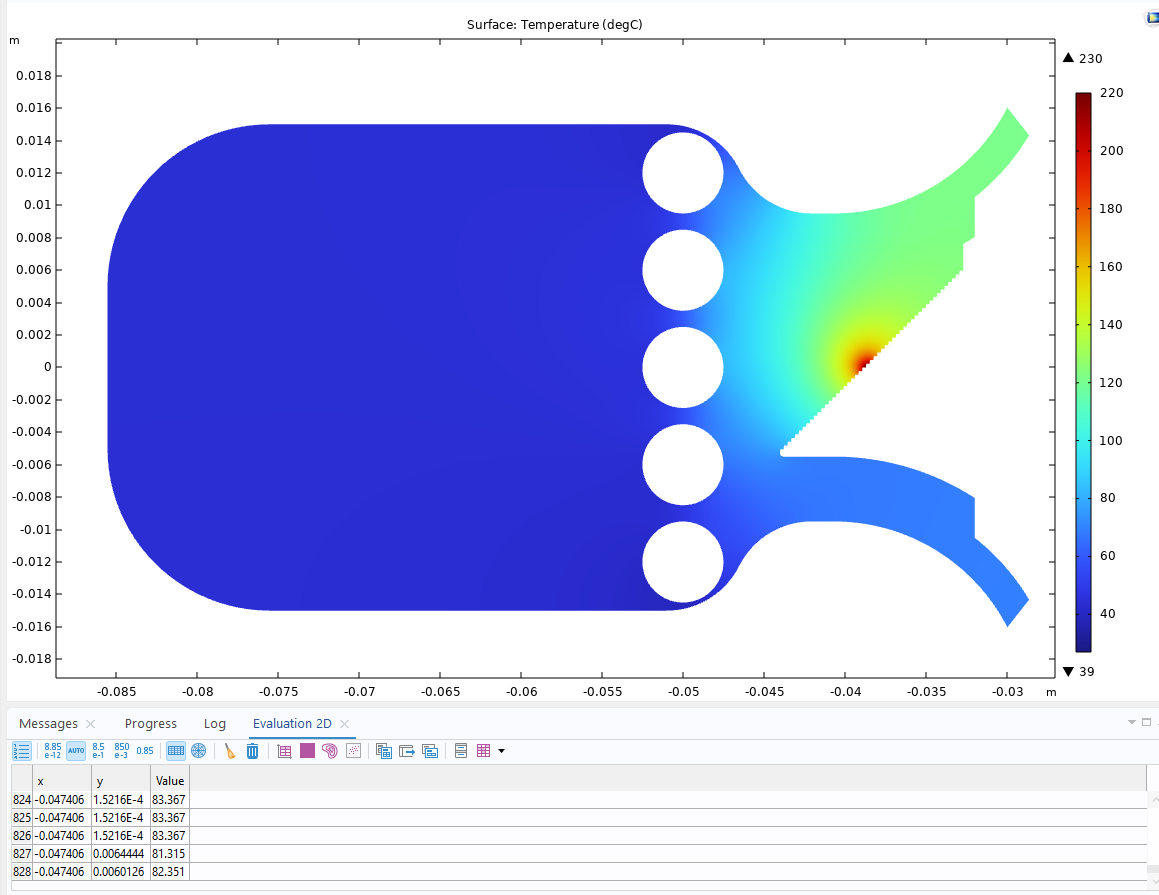 Surface: Temperature (degC)
m
▲ 230
0.018
0.016
0.014
0.012
0.01
0.008
0.006
0.004
0.002
0
-0.002
-0.004
-0.006
-0.008
-0.01
-0.012
-0.014
-0.016
-0.018
220
200
180
160
140
120
100
80
60
40
▼ 39
-0.085 -0.08 -0.075 -0.07 -0.065 -0.06 -0.055 -0.05 -0.045 -0.04 -0.035 -0.03 m
Messages Progress Log Evaluation 2D
8.85 e-12 AUTO 8.5 e-1 850 e-3 0.85
x y Value
824 -0.047406 1.5216E-4 83.367
825 -0.047406 1.5216E-4 83.367
826 -0.047406 1.5216E-4 83.367
827 -0.047406 0.0064444 81.315
828 -0.047406 0.0060126 82.351